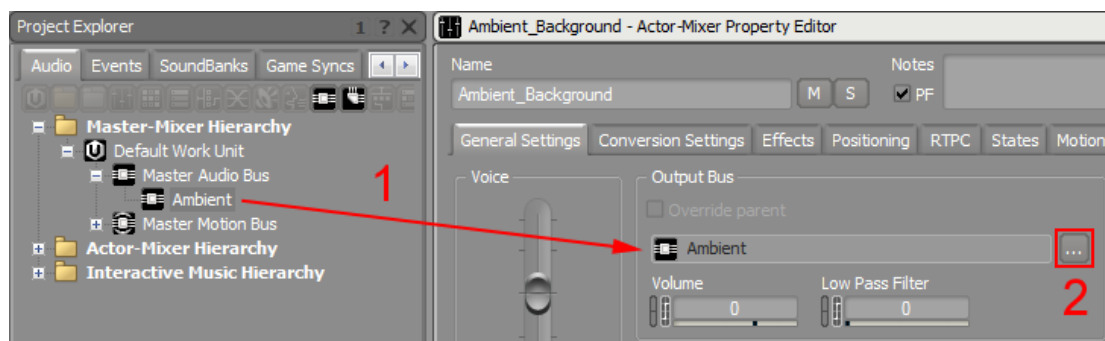 Project Explorer 1 ? X
Audio Events SoundBanks Game Syncs
Master-Mixer Hierarchy
Default Work Unit
Master Audio Bus
Ambient
Master Motion Bus
Actor-Mixer Hierarchy
Interactive Music Hierarchy
1
Ambient_Background - Actor-Mixer Property Editor
Name
Notes
Ambient_Background
M S
PF
General Settings Conversion Settings Effects Positioning RTPC States Motion
Voice
Output Bus
Override parent
Ambient
...
Volume
Low Pass Filter
0
0
2